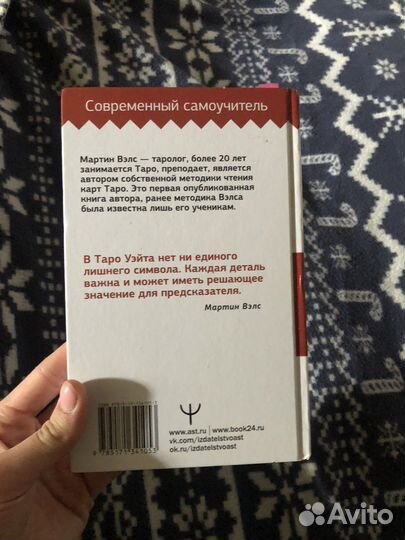 Современный самоучитель
Мартин Вэлс — таролог, более 20 лет
занимается Таро, преподает, является
автором собственной методики чтения
карт Таро. Это первая опубликованная
книга автора, ранее методика Вэлса
была известна лишь его ученикам.
В Таро Уэйта нет ни единого
лишнего символа. Каждая деталь
важна и может иметь решающее
значение для предсказателя.
Мартин Вэлс
www.ast.ru | www.book24.ru
vk.com/izdatelstvoast
ok.ru/izdatelstvoast
9 785171 341053
Avito